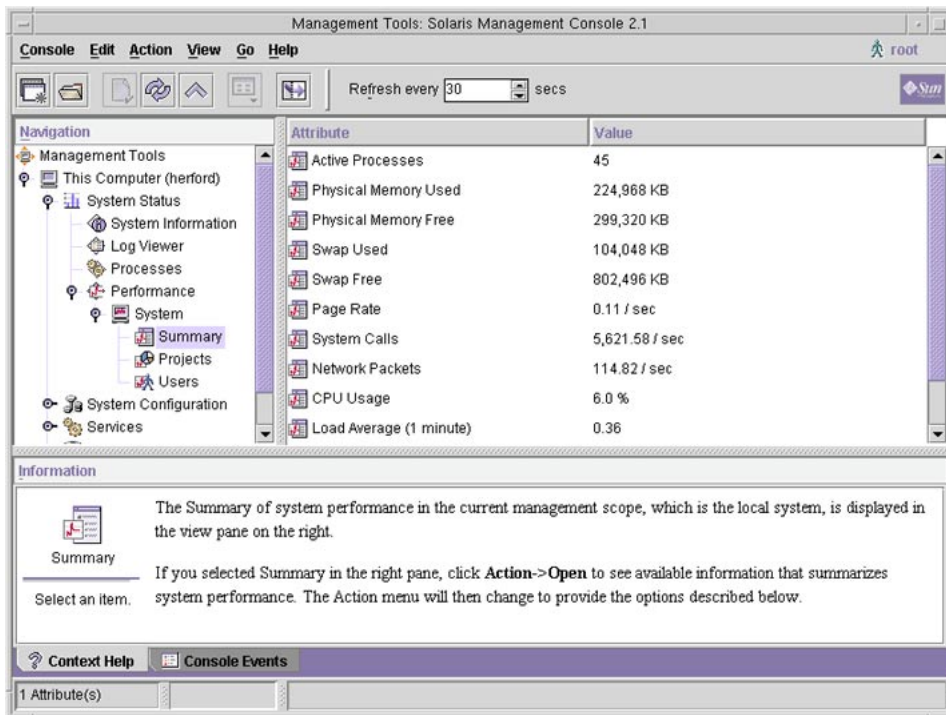 Management Tools: Solaris Management Console 2.1
Console Edit Action View Go Help
root
Refresh every 30 secs
Sun
Navigation
Management Tools
This Computer (herford)
System Status
System Information
Log Viewer
Processes
Performance
System
Summary
Projects
Users
System Configuration
Services
Attribute Value
Active Processes 45
Physical Memory Used 224,968 KB
Physical Memory Free 299,320 KB
Swap Used 104,048 KB
Swap Free 802,496 KB
Page Rate 0.11 / sec
System Calls 5,621.58 / sec
Network Packets 114.82 / sec
CPU Usage 6.0 %
Load Average (1 minute) 0.36
Information
Summary
Select an item.
The Summary of system performance in the current management scope, which is the local system, is displayed in
the view pane on the right.
If you selected Summary in the right pane, click Action->Open to see available information that summarizes
system performance. The Action menu will then change to provide the options described below.
Context Help Console Events
1 Attribute(s)